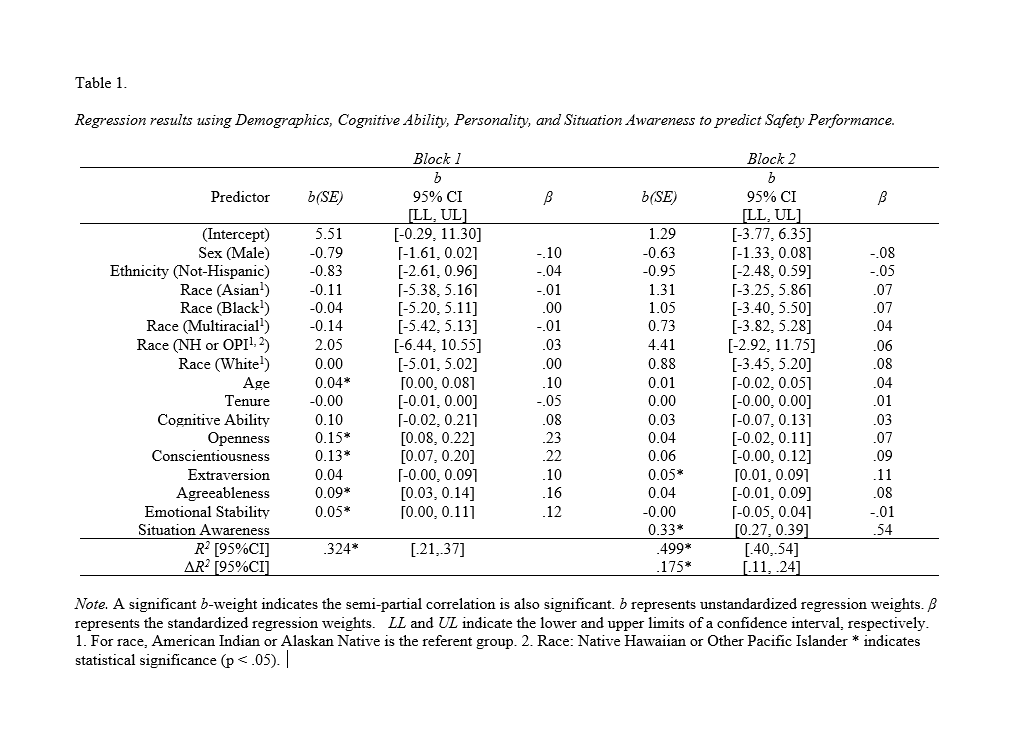 Table 1.
Regression results using Demographics, Cognitive Ability, Personality, and Situation Awareness to predict Safety Performance.
Block 1 Block 2
b b
Predictor b(SE) 95% CI β b(SE) 95% CI β
[LL, UL] [LL, UL]
(Intercept) 5.51 [-0.29, 11.30] 1.29 [-3.77, 6.35]
Sex (Male) -0.79 [-1.61, 0.02] -.10 -0.63 [-1.33, 0.08] -.08
Ethnicity (Not-Hispanic) -0.83 [-2.61, 0.96] -.04 -0.95 [-2.48, 0.59] -.05
Race (Asian¹) -0.11 [-5.38, 5.16] -.01 1.31 [-3.25, 5.86] .07
Race (Black¹) -0.04 [-5.20, 5.11] .00 1.05 [-3.40, 5.50] .07
Race (Multiracial¹) -0.14 [-5.42, 5.13] -.01 0.73 [-3.82, 5.28] .04
Race (NH or OPI¹˒ ²) 2.05 [-6.44, 10.55] .03 4.41 [-2.92, 11.75] .06
Race (White¹) 0.00 [-5.01, 5.02] .00 0.88 [-3.45, 5.20] .08
Age 0.04* [0.00, 0.08] .10 0.01 [-0.02, 0.05] .04
Tenure -0.00 [-0.01, 0.00] -.05 0.00 [-0.00, 0.00] .01
Cognitive Ability 0.10 [-0.02, 0.21] .08 0.03 [-0.07, 0.13] .03
Openness 0.15* [0.08, 0.22] .23 0.04 [-0.02, 0.11] .07
Conscientiousness 0.13* [0.07, 0.20] .22 0.06 [-0.00, 0.12] .09
Extraversion 0.04 [-0.00, 0.09] .10 0.05* [0.01, 0.09] .11
Agreeableness 0.09* [0.03, 0.14] .16 0.04 [-0.01, 0.09] .08
Emotional Stability 0.05* [0.00, 0.11] .12 -0.00 [-0.05, 0.04] -.01
Situation Awareness 0.33* [0.27, 0.39] .54
R² [95%CI] .324* [.21,.37] .499* [.40,.54]
ΔR² [95%CI] .175* [.11, .24]
Note. A significant b-weight indicates the semi-partial correlation is also significant. b represents unstandardized regression weights. β
represents the standardized regression weights. LL and UL indicate the lower and upper limits of a confidence interval, respectively.
1. For race, American Indian or Alaskan Native is the referent group. 2. Race: Native Hawaiian or Other Pacific Islander * indicates
statistical significance (p < .05).